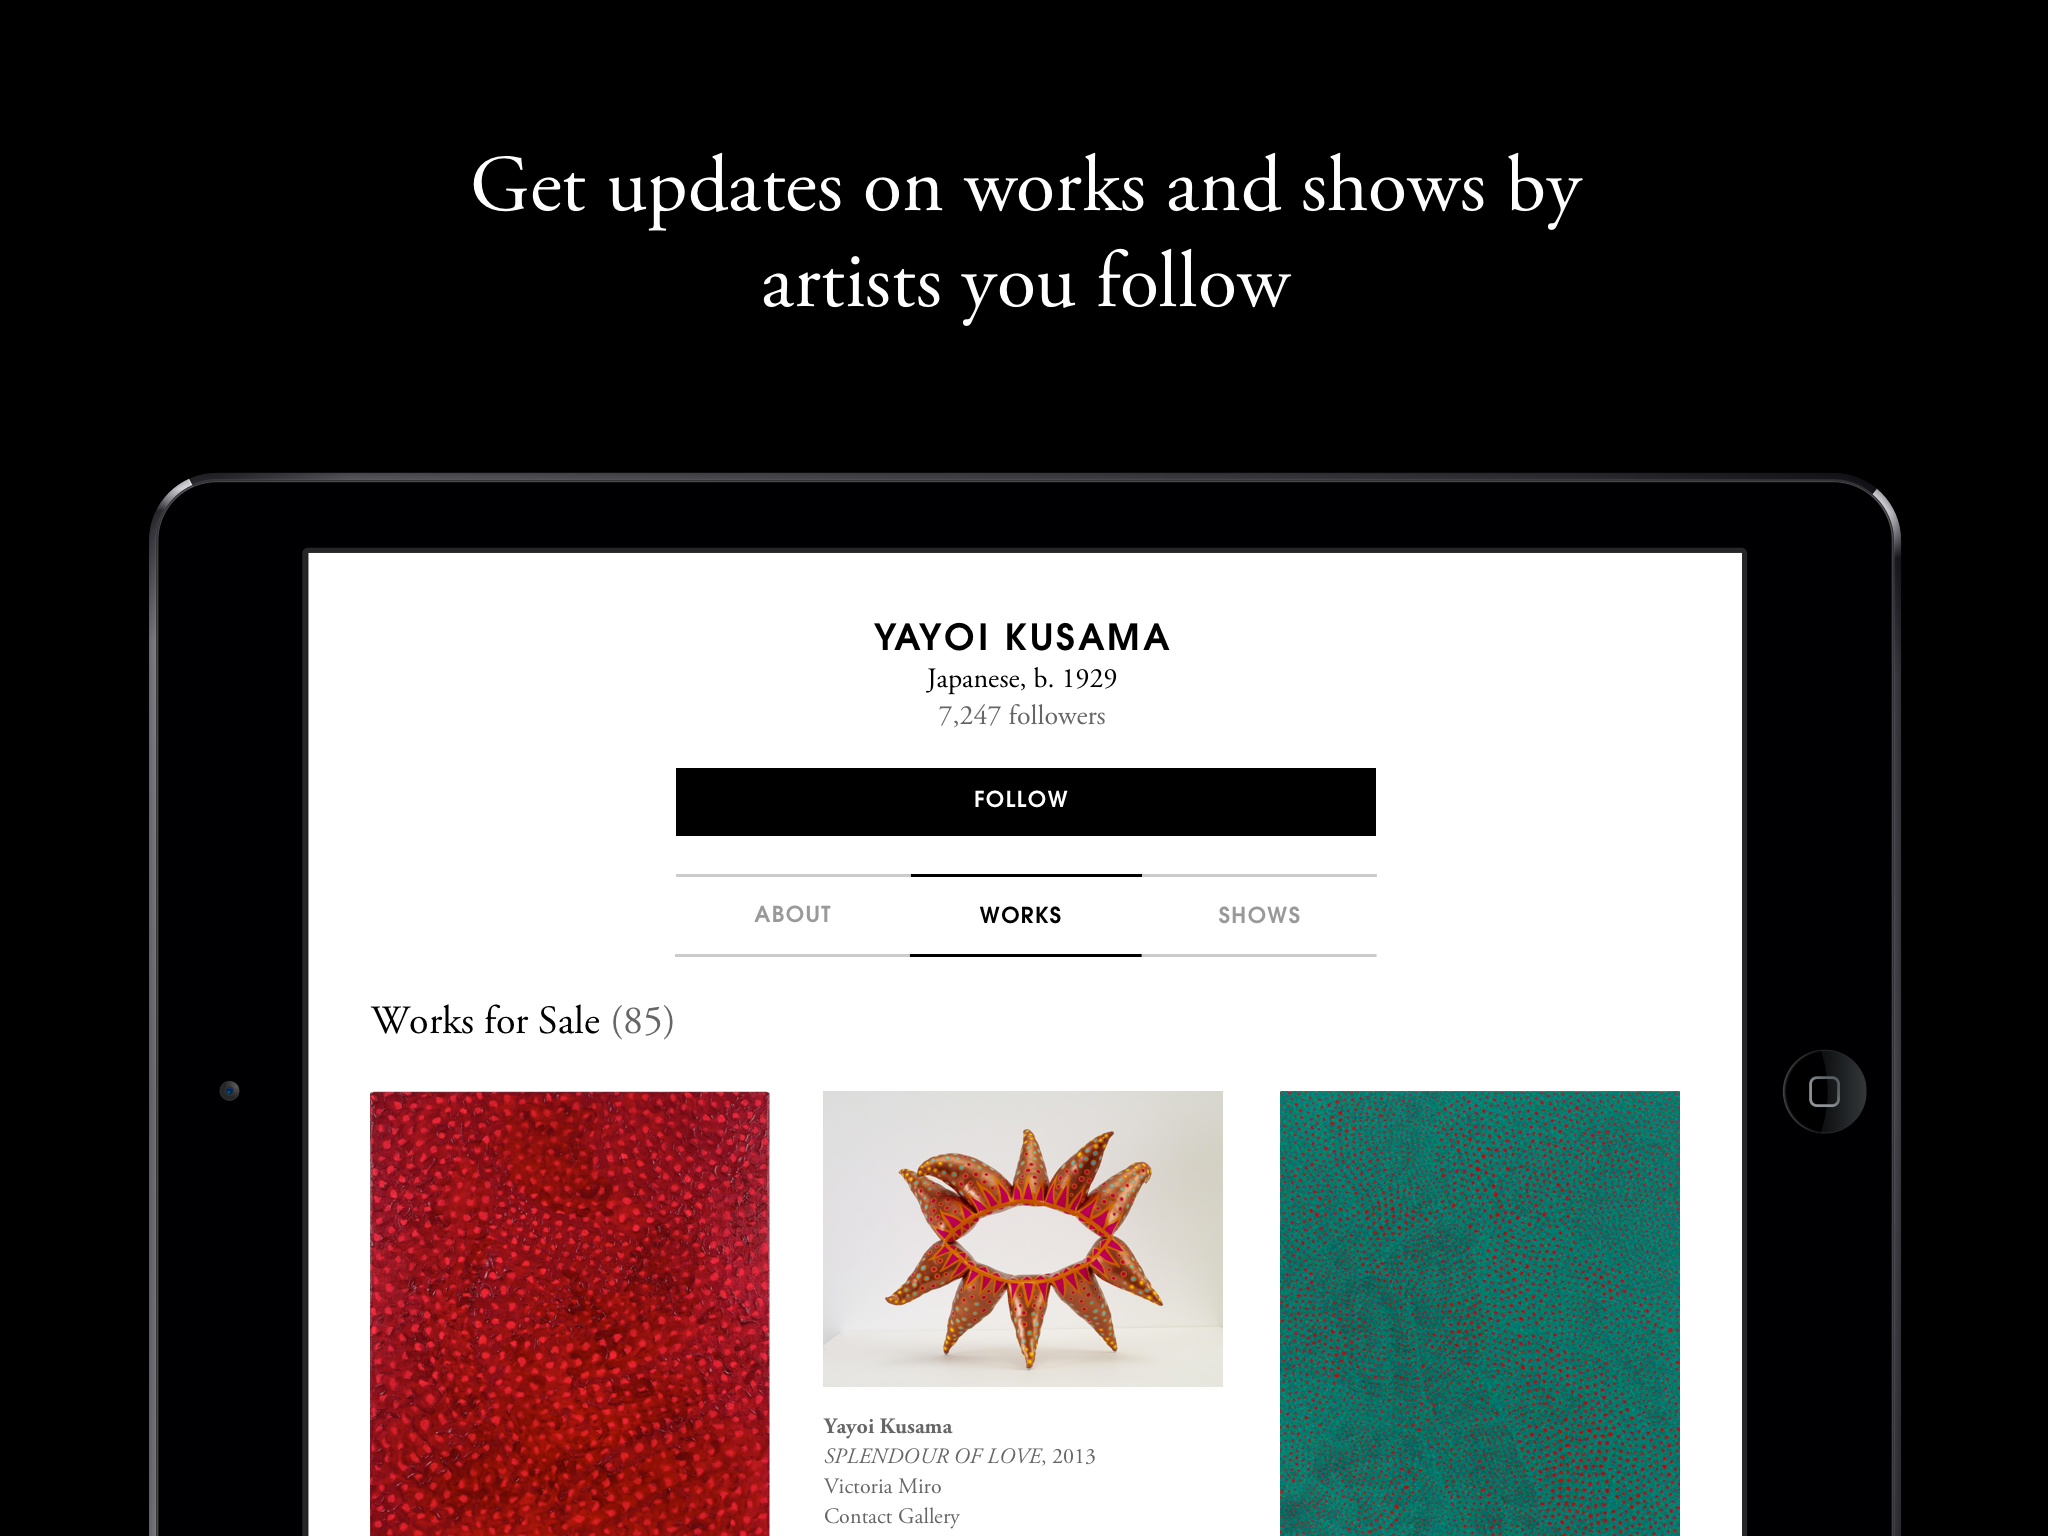 Get updates on works and shows by
artists you follow
YAYOI KUSAMA
Japanese, b. 1929
7,247 followers
FOLLOW
ABOUT
WORKS
SHOWS
Works for Sale (85)
Yayoi Kusama
SPLENDOUR OF LOVE, 2013
Victoria Miro
Contact Gallery